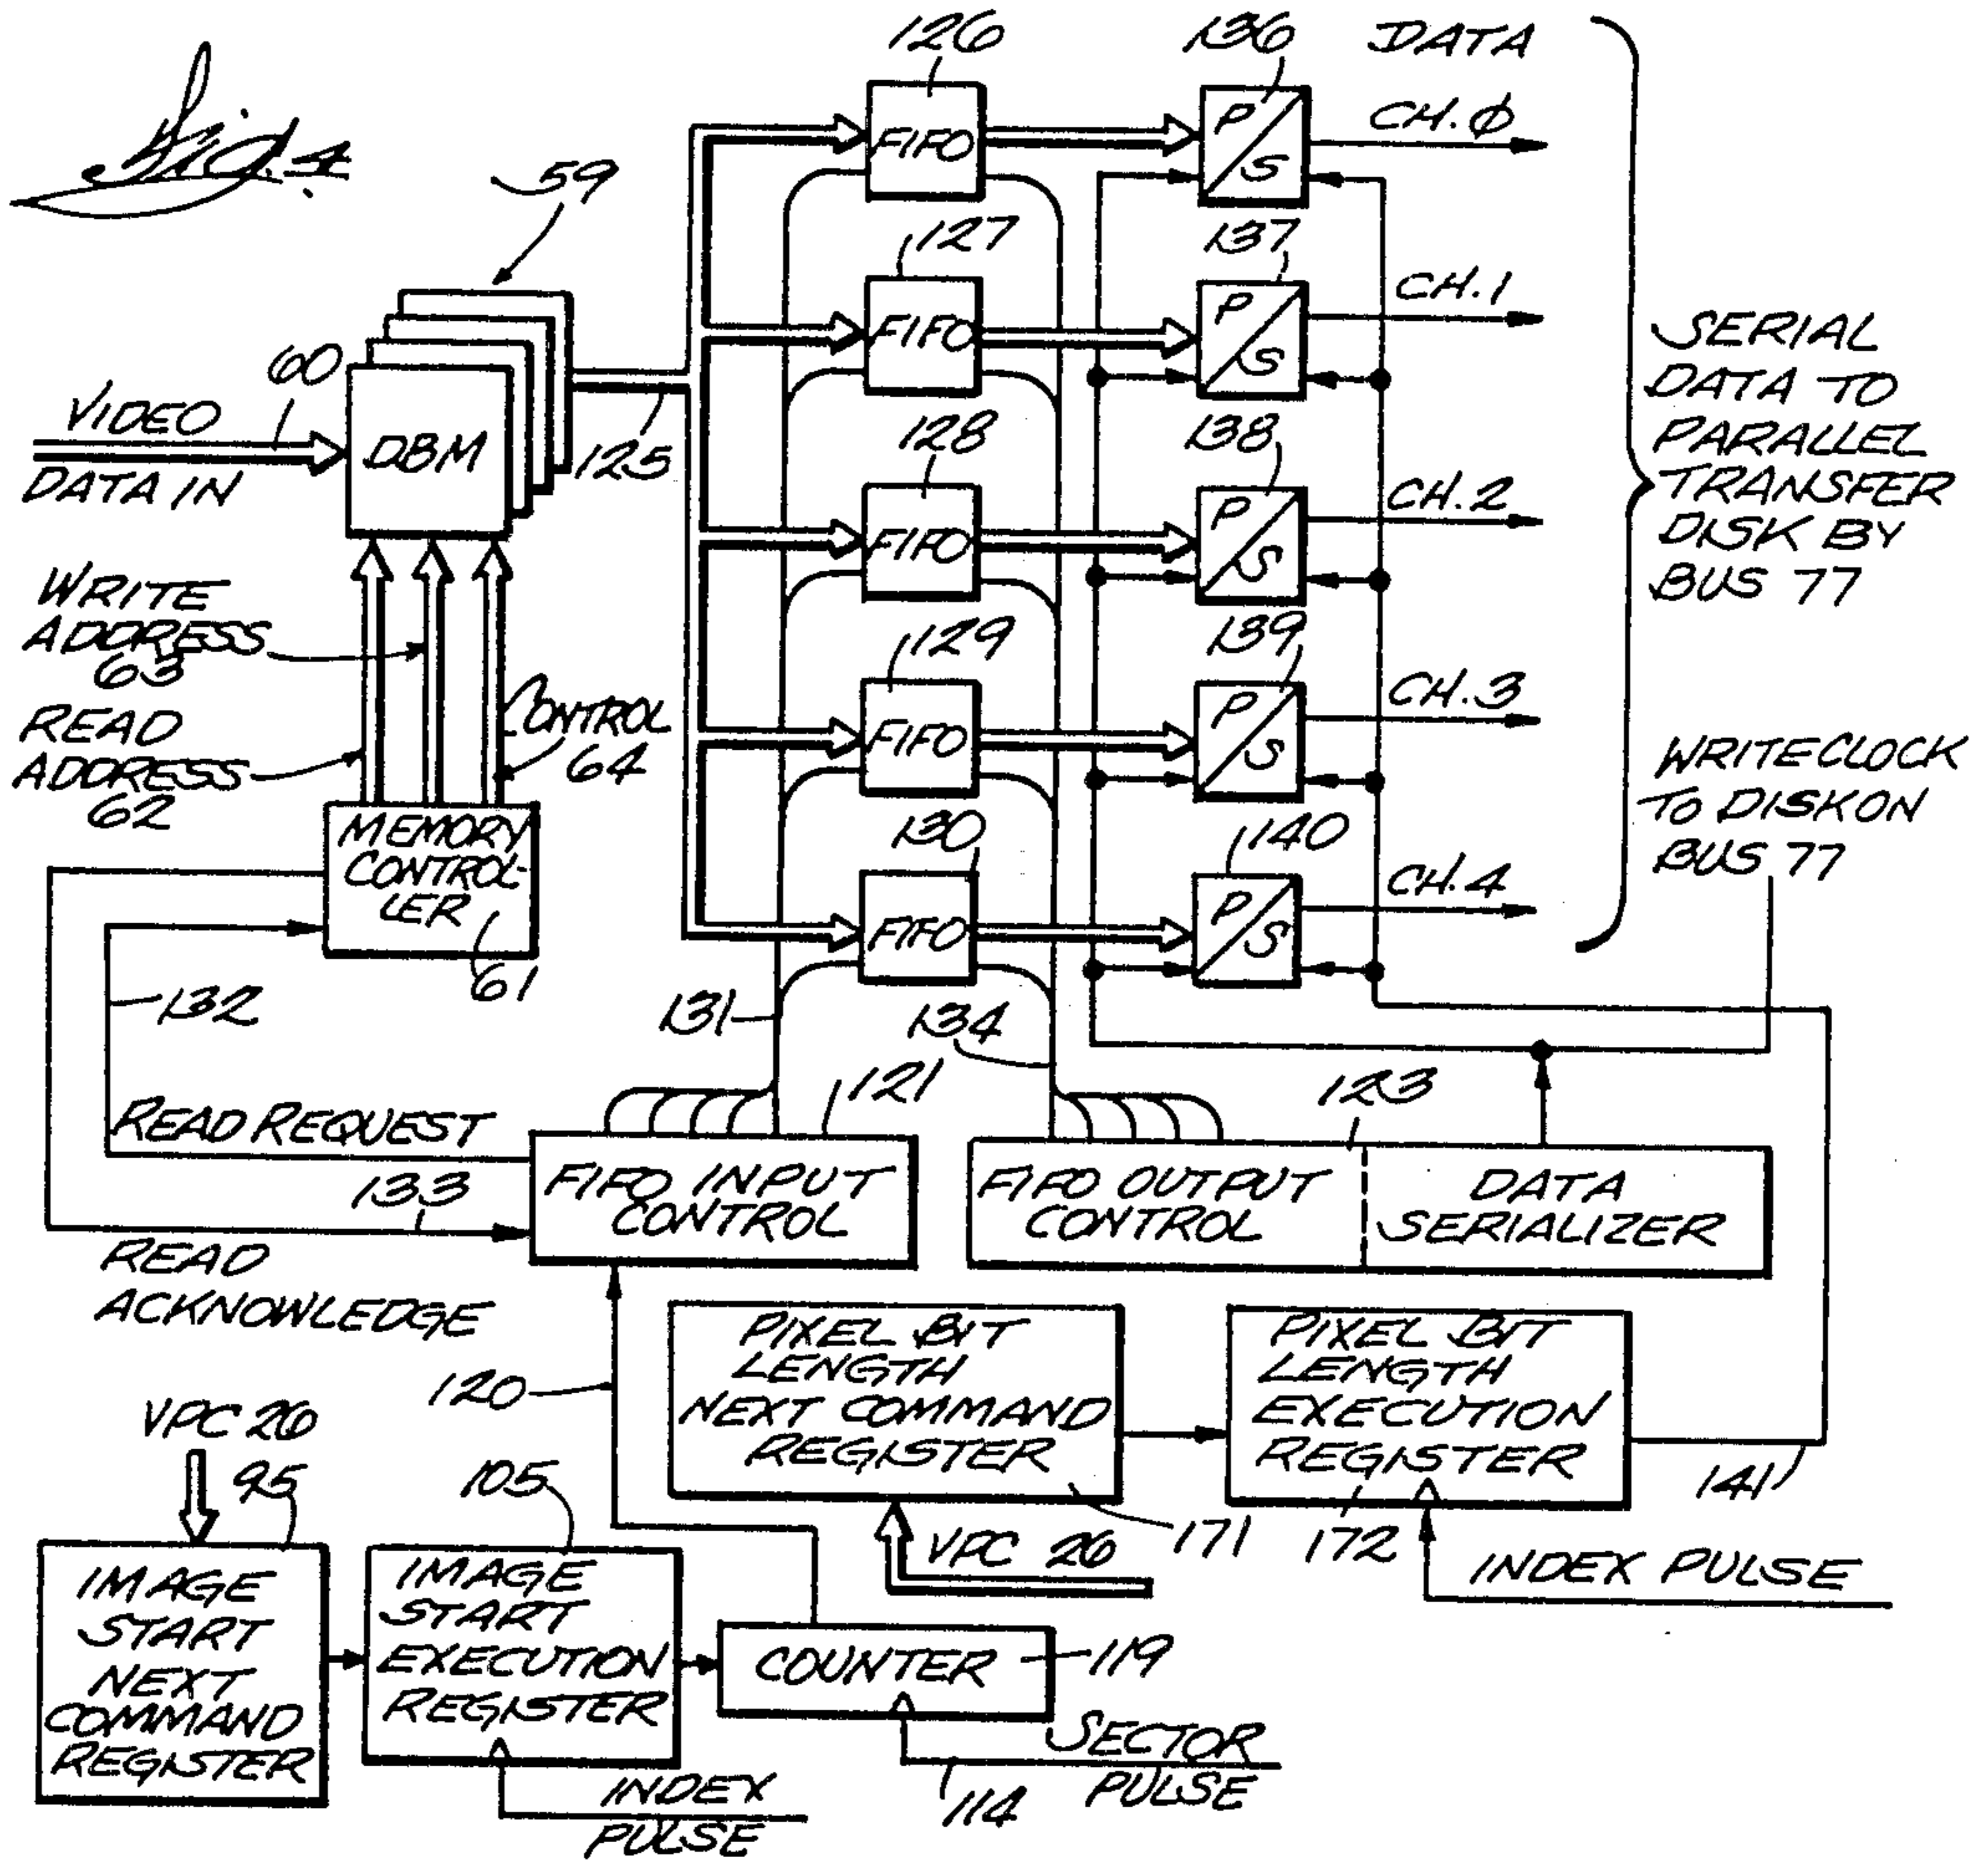 Fig. 4
126
136
DATA
FIFO
P/S
CH. φ
59
127
137
FIFO
P/S
CH. 1
60
VIDEO
DATA IN
DBM
125
128
138
FIFO
P/S
CH. 2
SERIAL
DATA TO
PARALLEL
TRANSFER
DISK BY
BUS 77
WRITE
ADDRESS
63
READ
ADDRESS
62
CONTROL
64
129
139
FIFO
P/S
CH. 3
WRITE CLOCK
TO DISK ON
BUS 77
MEMORY
CONTROL-
LER
61
130
140
FIFO
P/S
CH. 4
132
131
134
121
123
READ REQUEST
133
READ
ACKNOWLEDGE
FIFO INPUT
CONTROL
FIFO OUTPUT
CONTROL
DATA
SERIALIZER
120
PIXEL BIT
LENGTH
NEXT COMMAND
REGISTER
171
PIXEL BIT
LENGTH
EXECUTION
REGISTER
172
141
VPC 26
95
105
VPC 26
INDEX PULSE
IMAGE
START
NEXT
COMMAND
REGISTER
IMAGE
START
EXECUTION
REGISTER
COUNTER
119
INDEX
PULSE
114
SECTOR
PULSE